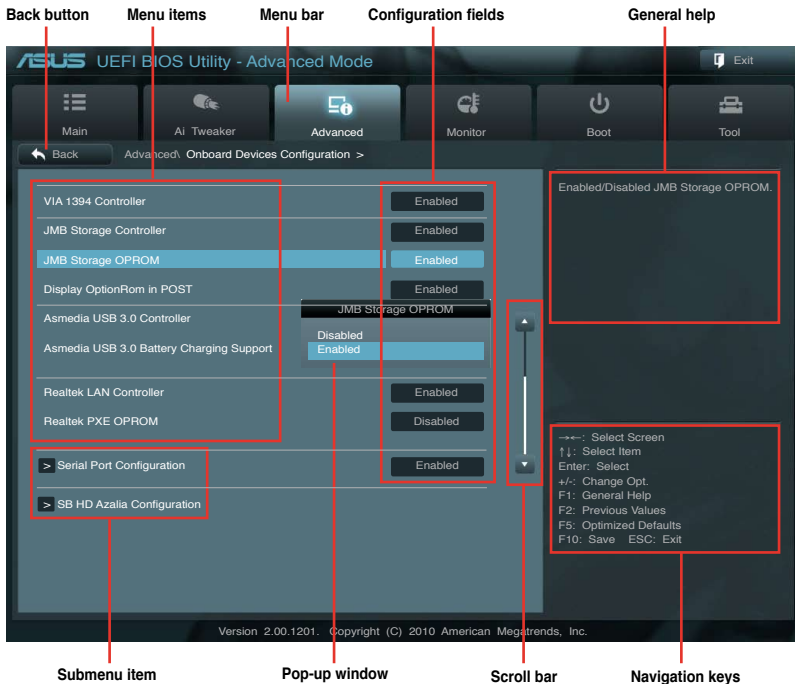 Back button Menu items Menu bar Configuration fields General help
ASUS UEFI BIOS Utility - Advanced Mode Exit
Main Ai Tweaker Advanced Monitor Boot Tool
Back Advanced\ Onboard Devices Configuration >
VIA 1394 Controller Enabled
JMB Storage Controller Enabled
JMB Storage OPROM Enabled
Display OptionRom in POST Enabled
Asmedia USB 3.0 Controller
Asmedia USB 3.0 Battery Charging Support
JMB Storage OPROM
Disabled
Enabled
Realtek LAN Controller Enabled
Realtek PXE OPROM Disabled
> Serial Port Configuration Enabled
> SB HD Azalia Configuration
Enabled/Disabled JMB Storage OPROM.
→←: Select Screen
↑↓: Select Item
Enter: Select
+/-: Change Opt.
F1: General Help
F2: Previous Values
F5: Optimized Defaults
F10: Save ESC: Exit
Version 2.00.1201. Copyright (C) 2010 American Megatrends, Inc.
Submenu item Pop-up window Scroll bar Navigation keys